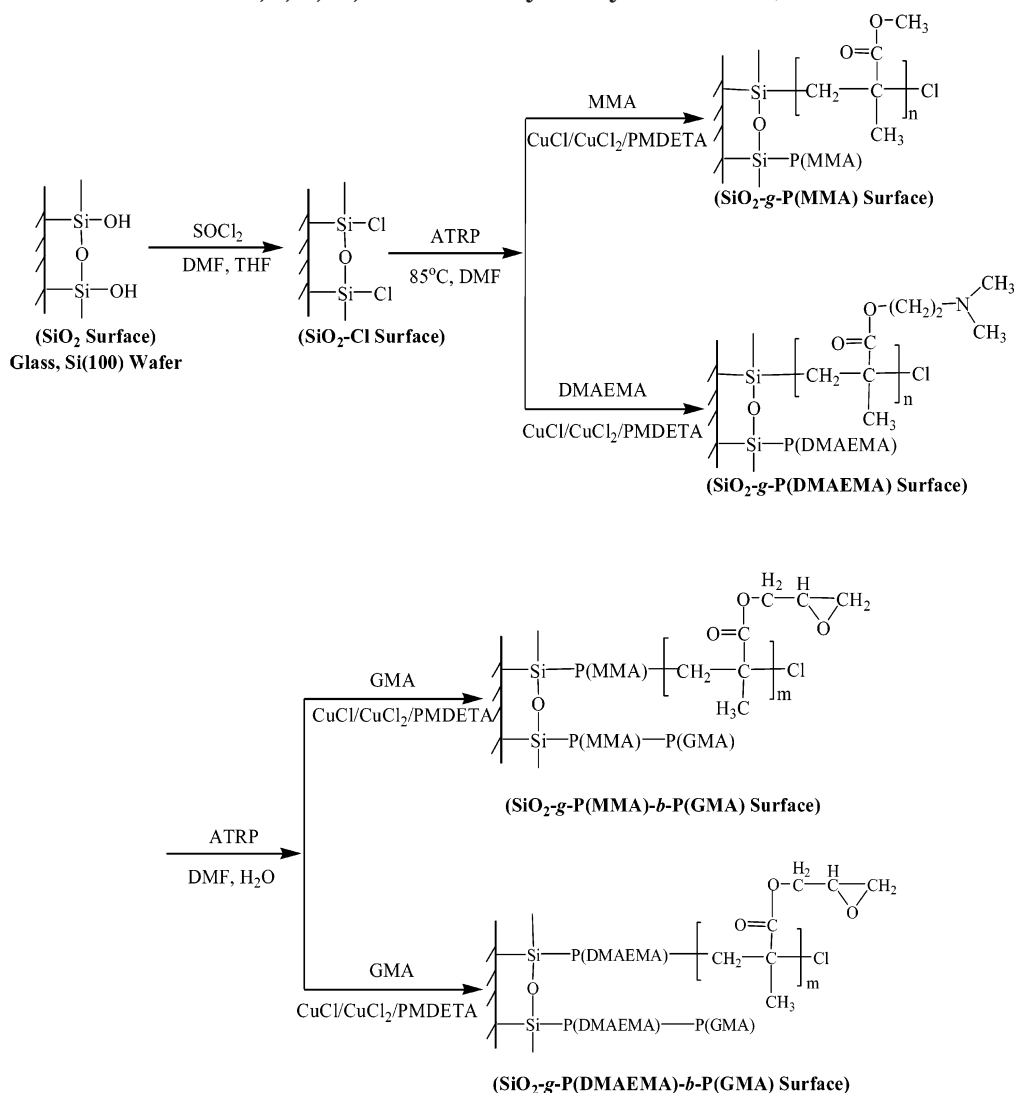 O–CH₃
O=C
Si–[CH₂–C–]ₙCl
CH₃
O
Si–P(MMA)
(SiO₂-g-P(MMA) Surface)
MMA
CuCl/CuCl₂/PMDETA
Si–OH
O
Si–OH
(SiO₂ Surface)
Glass, Si(100) Wafer
SOCl₂
DMF, THF
Si–Cl
O
Si–Cl
(SiO₂-Cl Surface)
ATRP
85°C, DMF
DMAEMA
CuCl/CuCl₂/PMDETA
CH₃
O–(CH₂)₂–N
CH₃
O=C
Si–[CH₂–C–]ₙCl
CH₃
O
Si–P(DMAEMA)
(SiO₂-g-P(DMAEMA) Surface)
ATRP
DMF, H₂O
GMA
CuCl/CuCl₂/PMDETA
H₂ H
O–C–C–CH₂
O
O=C
Si–P(MMA)–[CH₂–C–]ₘCl
H₃C
O
Si–P(MMA)–P(GMA)
(SiO₂-g-P(MMA)-b-P(GMA) Surface)
GMA
CuCl/CuCl₂/PMDETA
H₂ H
O–C–C–CH₂
O
O=C
Si–P(DMAEMA)–[CH₂–C–]ₘCl
CH₃
O
Si–P(DMAEMA)–P(GMA)
(SiO₂-g-P(DMAEMA)-b-P(GMA) Surface)